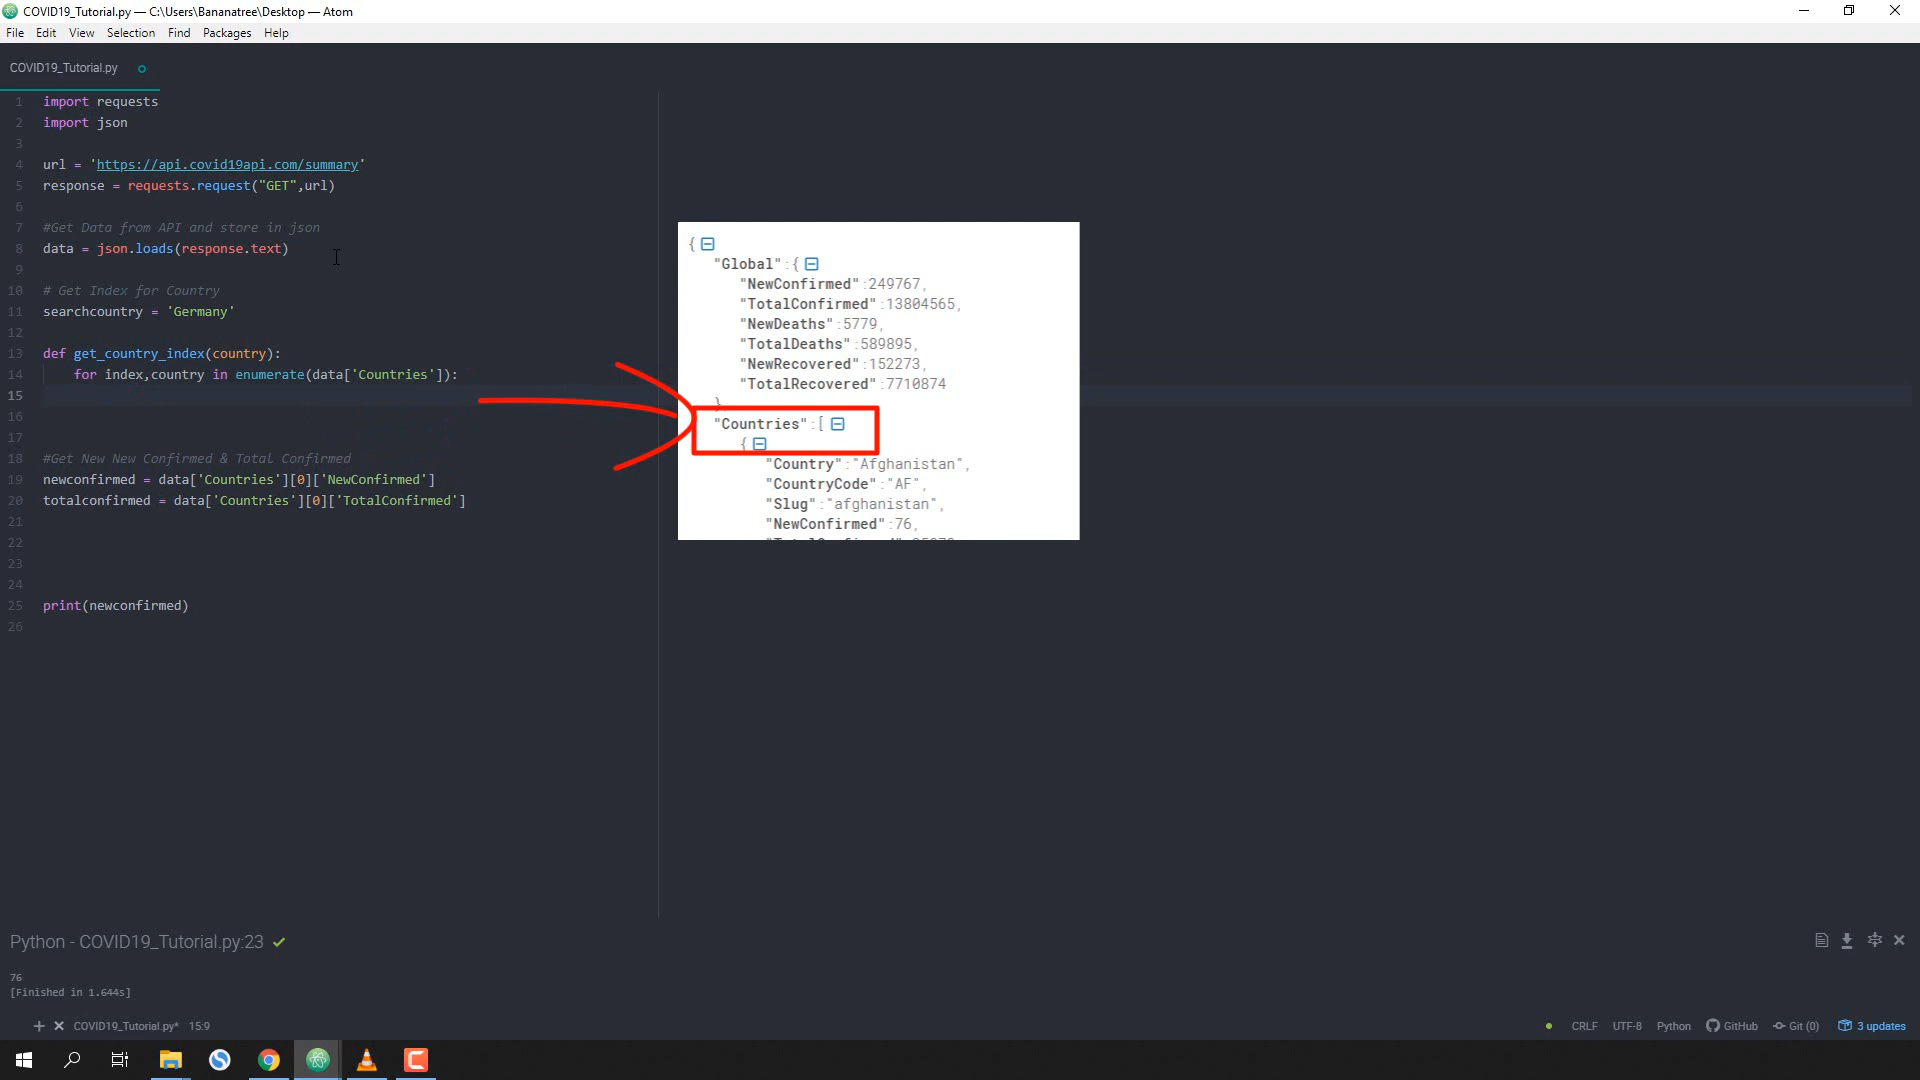 COVID19_Tutorial.py — C:\Users\Bananatree\Desktop — Atom
File Edit View Selection Find Packages Help
COVID19_Tutorial.py
1 import requests
2 import json
3
4 url = 'https://api.covid19api.com/summary'
5 response = requests.request("GET",url)
6
7 #Get Data from API and store in json
8 data = json.loads(response.text)
9
10 # Get Index for Country
11 searchcountry = 'Germany'
12
13 def get_country_index(country):
14 for index,country in enumerate(data['Countries']):
15
16
17
18 #Get New New Confirmed & Total Confirmed
19 newconfirmed = data['Countries'][0]['NewConfirmed']
20 totalconfirmed = data['Countries'][0]['TotalConfirmed']
21
22
23
24
25 print(newconfirmed)
26
{
"Global":{
"NewConfirmed":249767,
"TotalConfirmed":13804565,
"NewDeaths":5779,
"TotalDeaths":589895,
"NewRecovered":152273,
"TotalRecovered":7710874
}
"Countries":[
{
"Country":"Afghanistan",
"CountryCode":"AF",
"Slug":"afghanistan",
"NewConfirmed":76,
Python - COVID19_Tutorial.py:23
76
[Finished in 1.644s]
COVID19_Tutorial.py* 15:9
CRLF UTF-8 Python GitHub Git (0) 3 updates